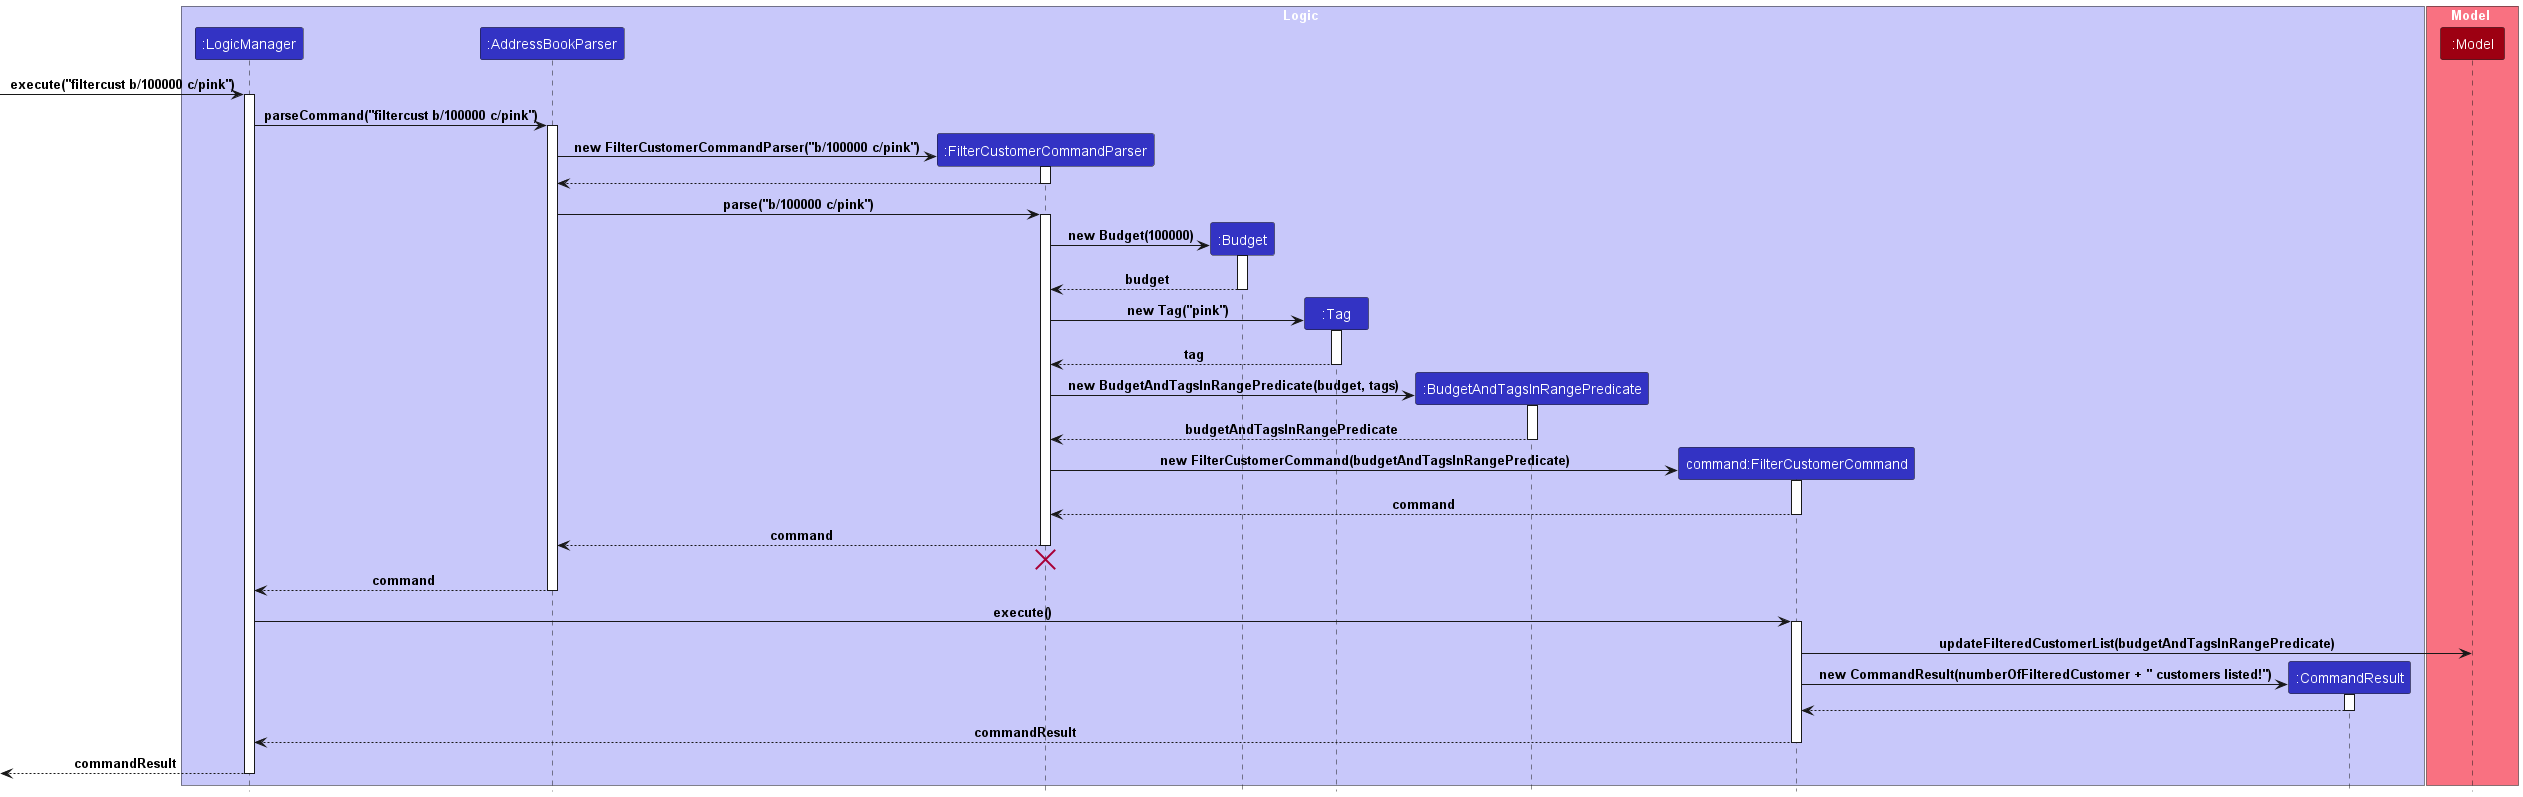 Logic
Model
:LogicManager
:AddressBookParser
:Model
execute("filtercust b/100000 c/pink")
parseCommand("filtercust b/100000 c/pink")
new FilterCustomerCommandParser("b/100000 c/pink")
:FilterCustomerCommandParser
parse("b/100000 c/pink")
new Budget(100000)
:Budget
budget
new Tag("pink")
:Tag
tag
new BudgetAndTagsInRangePredicate(budget, tags)
:BudgetAndTagsInRangePredicate
budgetAndTagsInRangePredicate
new FilterCustomerCommand(budgetAndTagsInRangePredicate)
command:FilterCustomerCommand
command
command
command
execute()
updateFilteredCustomerList(budgetAndTagsInRangePredicate)
new CommandResult(numberOfFilteredCustomer + " customers listed!")
:CommandResult
commandResult
commandResult